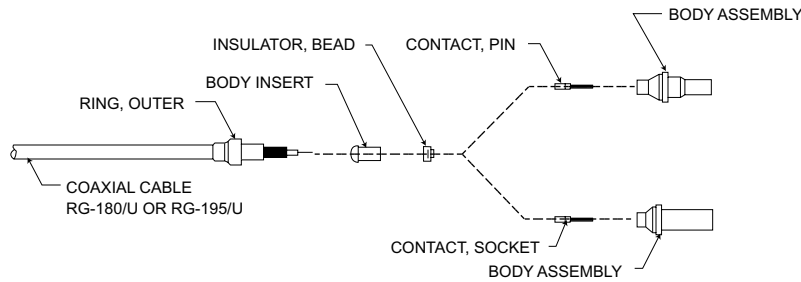 BODY ASSEMBLY
INSULATOR, BEAD
CONTACT, PIN
BODY INSERT
RING, OUTER
COAXIAL CABLE
RG-180/U OR RG-195/U
CONTACT, SOCKET
BODY ASSEMBLY